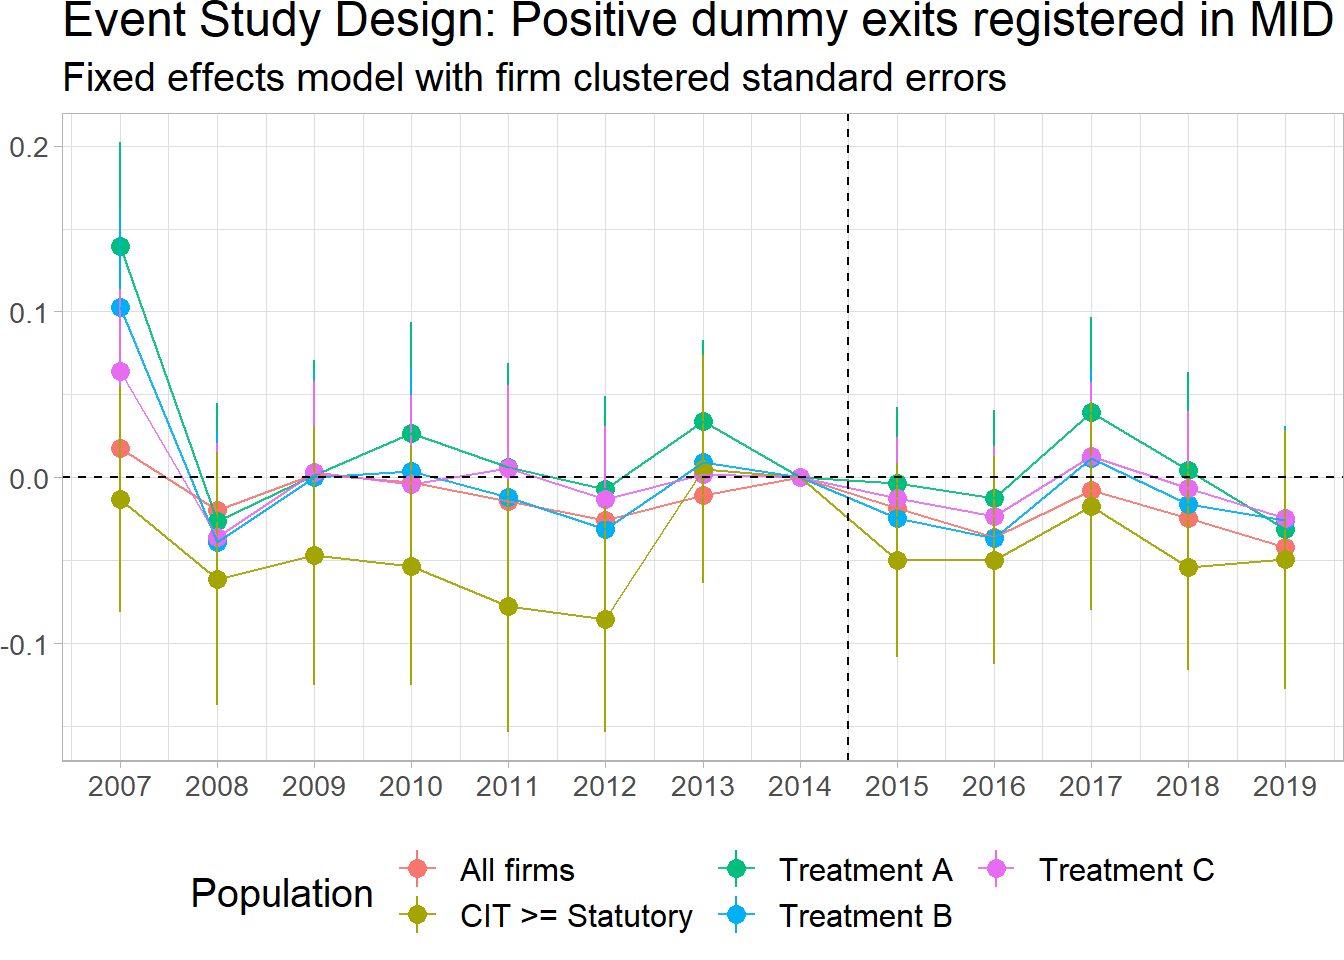 Event Study Design: Positive dummy exits registered in MID
Fixed effects model with firm clustered standard errors
0.2
0.1
0.0
-0.1
2007 2008 2009 2010 2011 2012 2013 2014 2015 2016 2017 2018 2019
Population
All firms
CIT >= Statutory
Treatment A
Treatment B
Treatment C